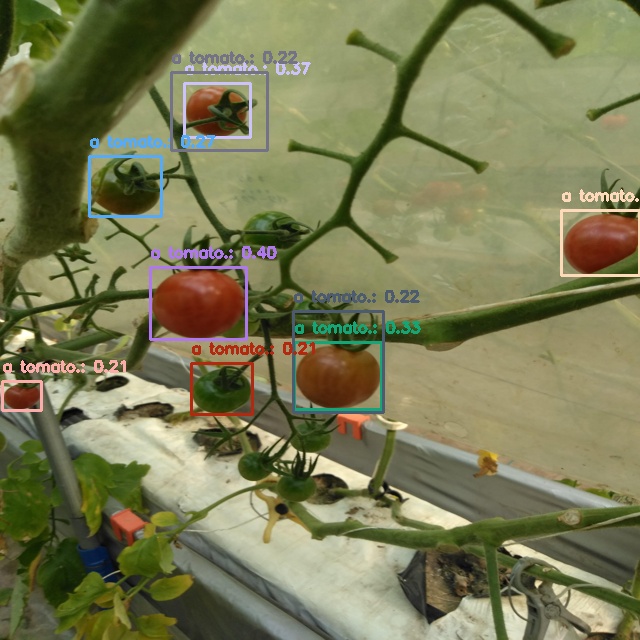 a tomato.: 0.22
a tomato.: 0.37
a tomato.: 0.27
a tomato.
a tomato.: 0.40
a tomato.: 0.22
a tomato.: 0.33
a tomato.: 0.21
a tomato.: 0.21